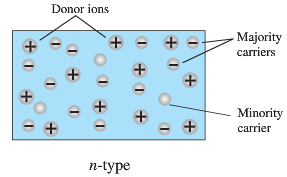 Donor ions
Majority
carriers
Minority
carrier
n-type